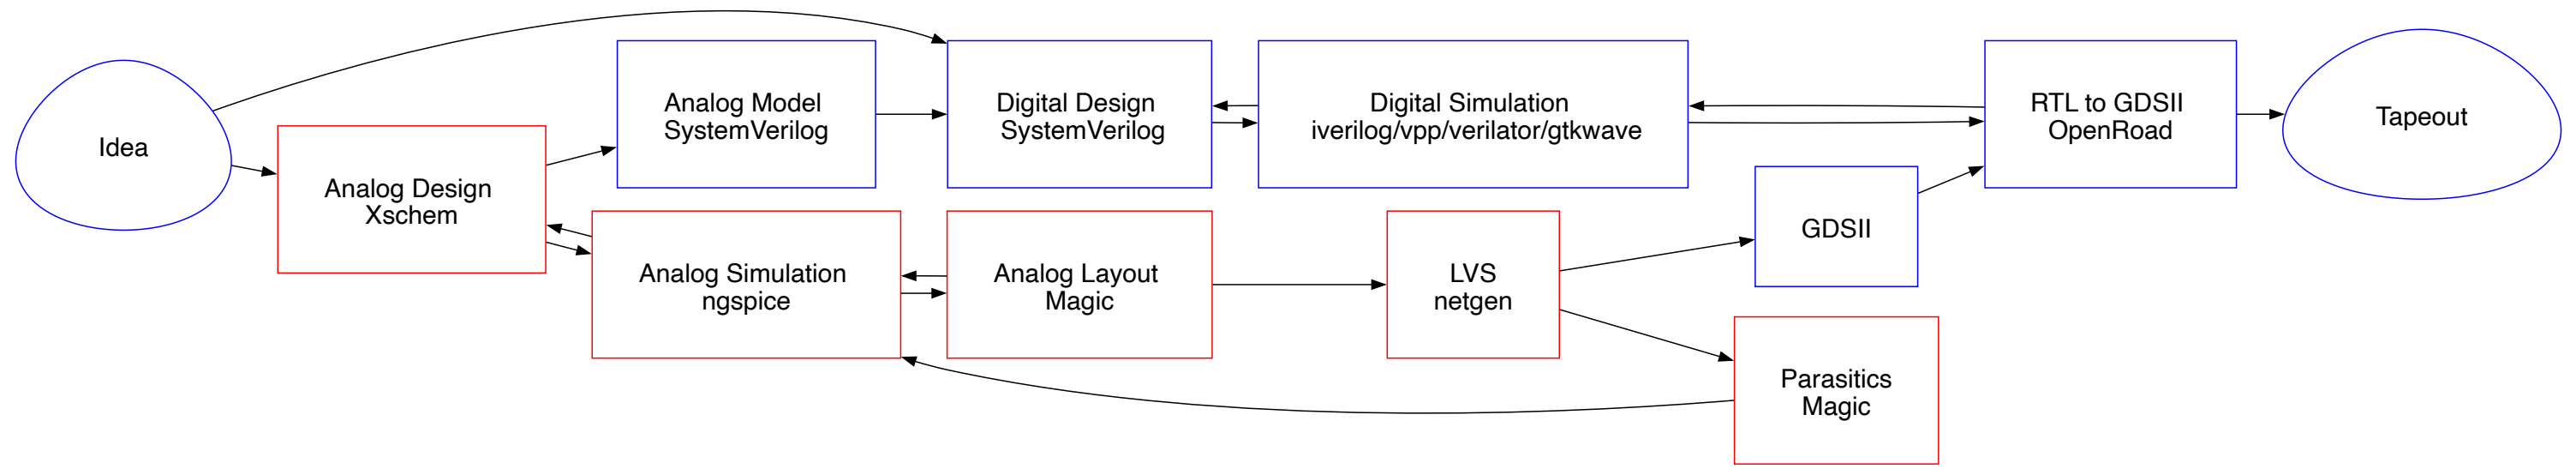 Idea
Analog Design
Xschem
Analog Model
SystemVerilog
Analog Simulation
ngspice
Digital Design
SystemVerilog
Analog Layout
Magic
Digital Simulation
iverilog/vpp/verilator/gtkwave
LVS
netgen
GDSII
Parasitics
Magic
RTL to GDSII
OpenRoad
Tapeout